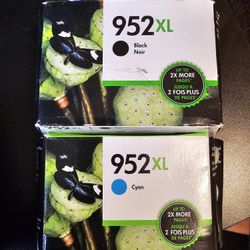 952XL
Black
Noir
UP TO
2X MORE
PAGES
JUSQU'À
2 FOIS PLUS
DE PAGES
952XL
Cyan
UP TO
2X MORE
PAGES
JUSQU'À
2 FOIS PLUS
DE PAGES